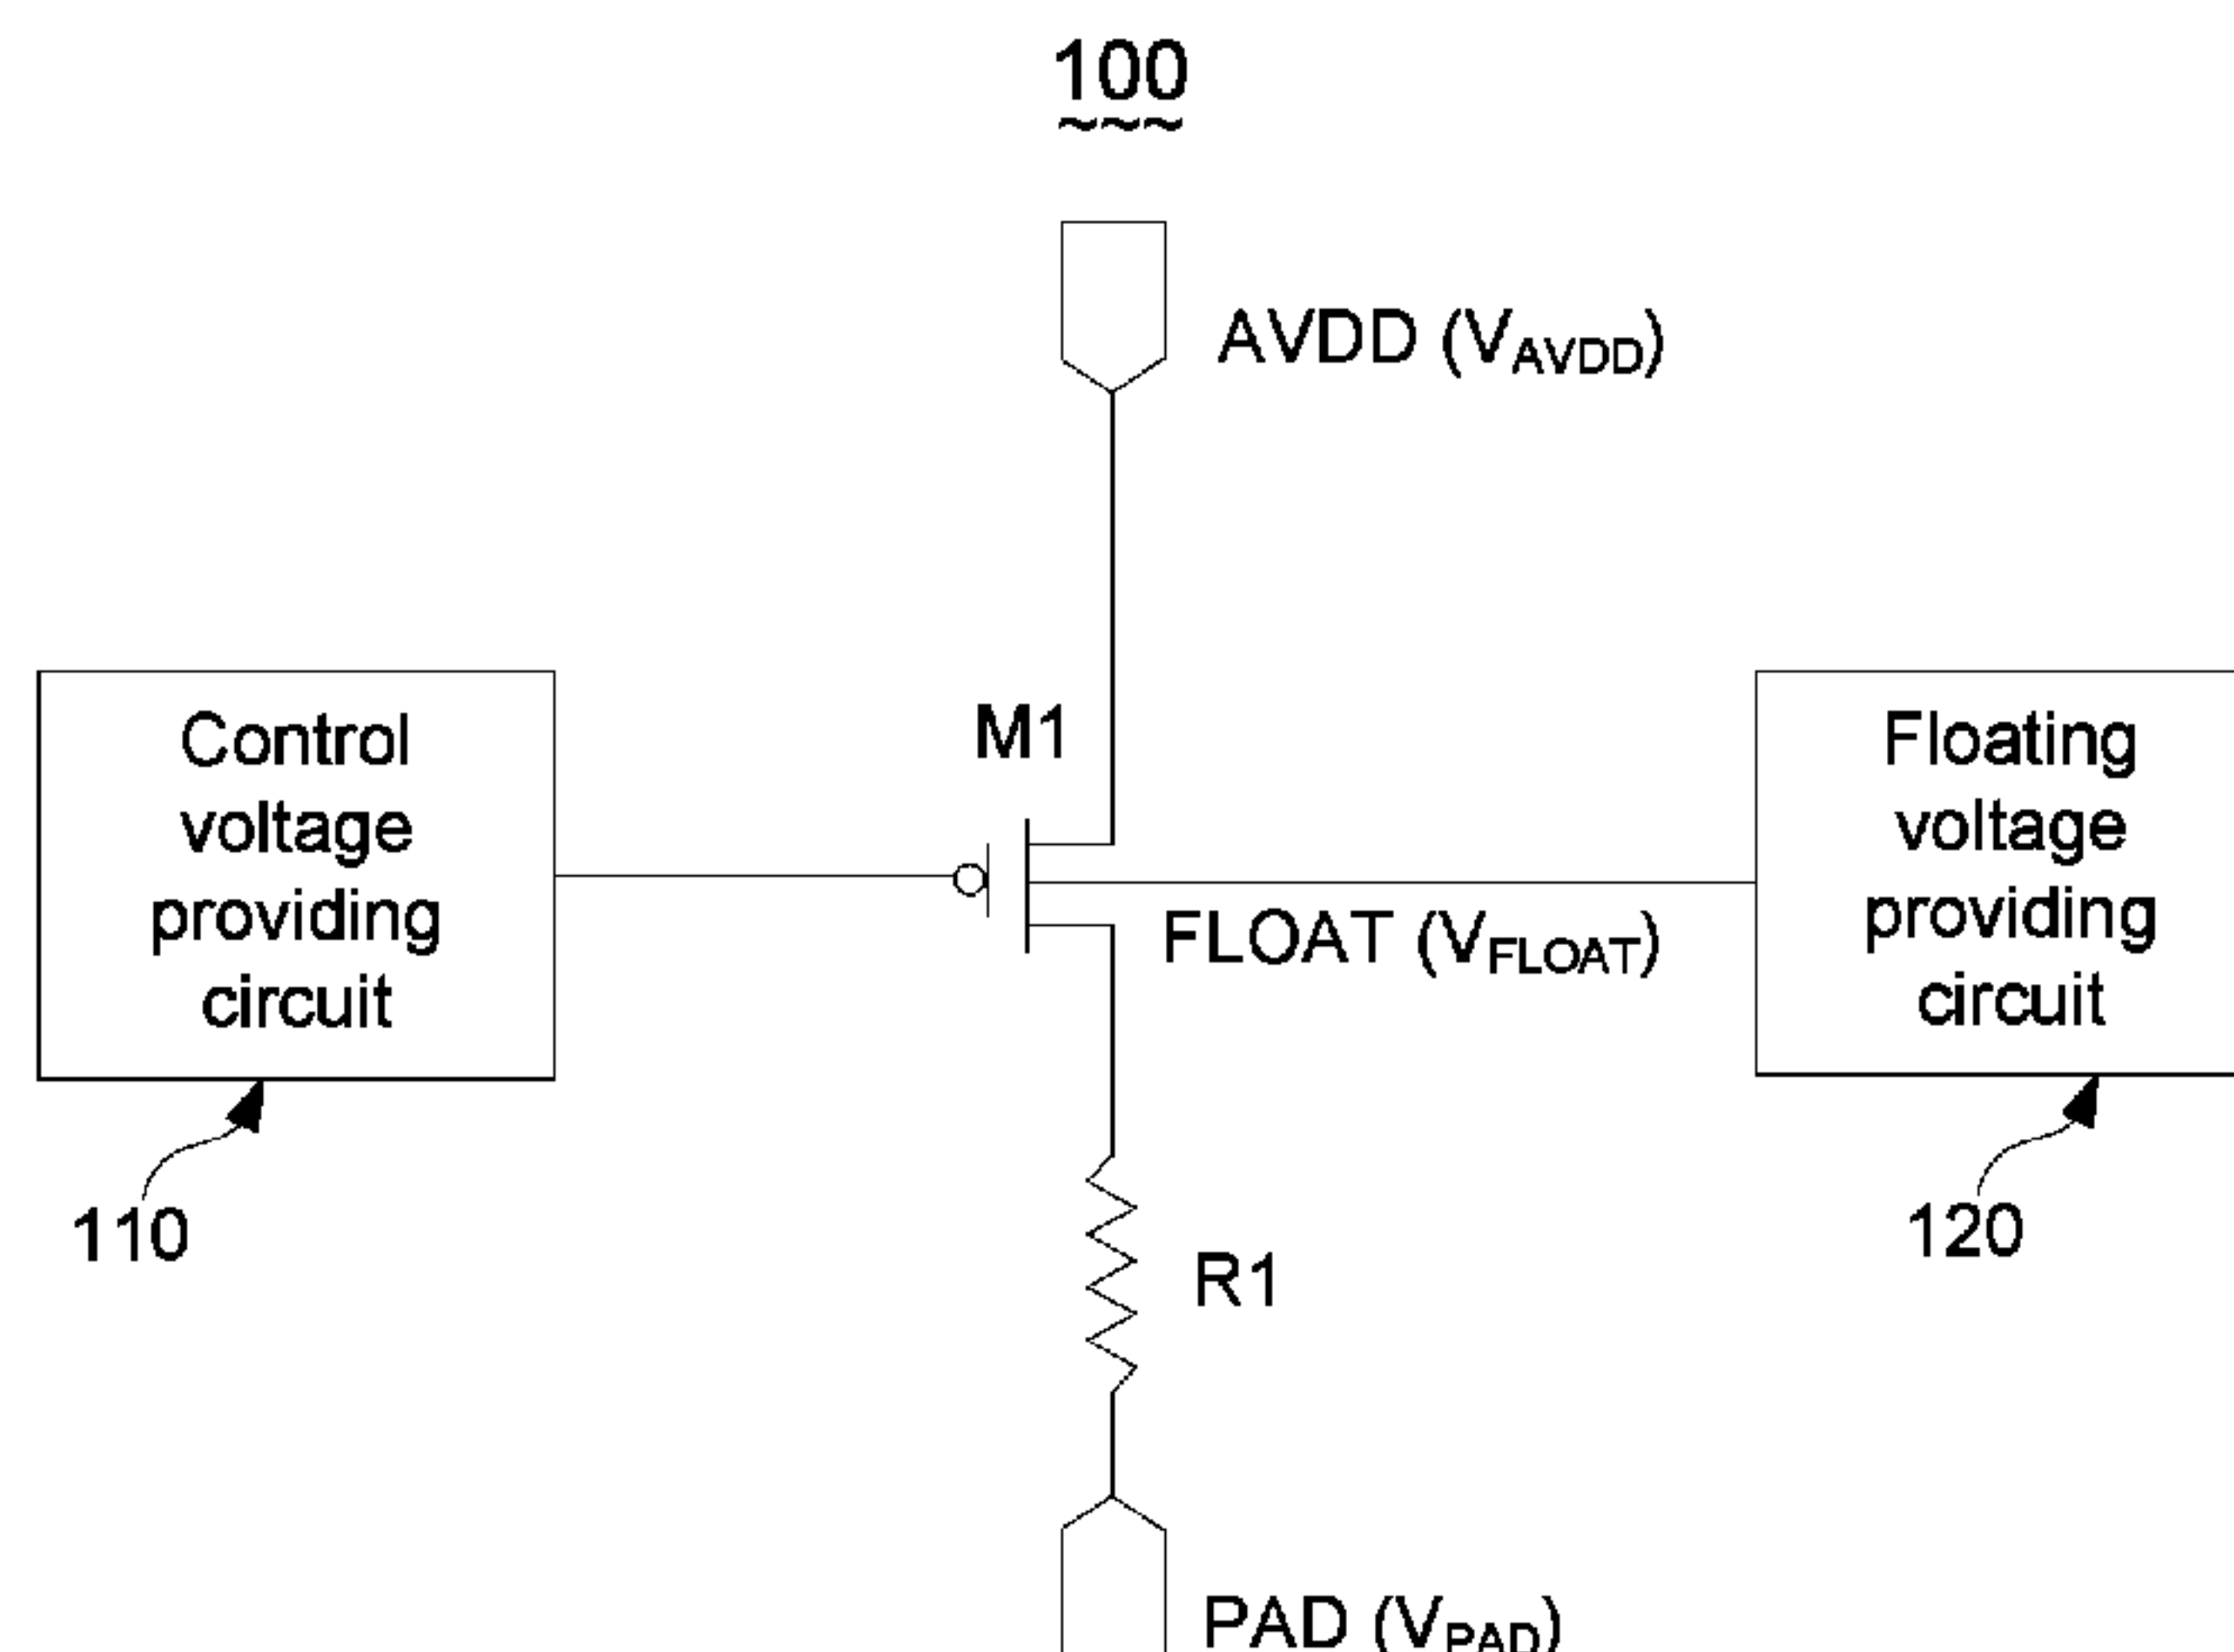 100
AVDD (VAVDD)
M1
Control
voltage
providing
circuit
Floating
voltage
providing
circuit
FLOAT (VFLOAT)
110
120
R1
PAD (VPAD)